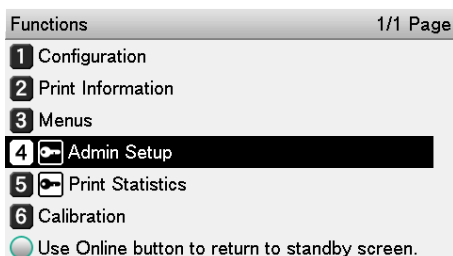 Functions 1/1 Page
1 Configuration
2 Print Information
3 Menus
4 Admin Setup
5 Print Statistics
6 Calibration
Use Online button to return to standby screen.